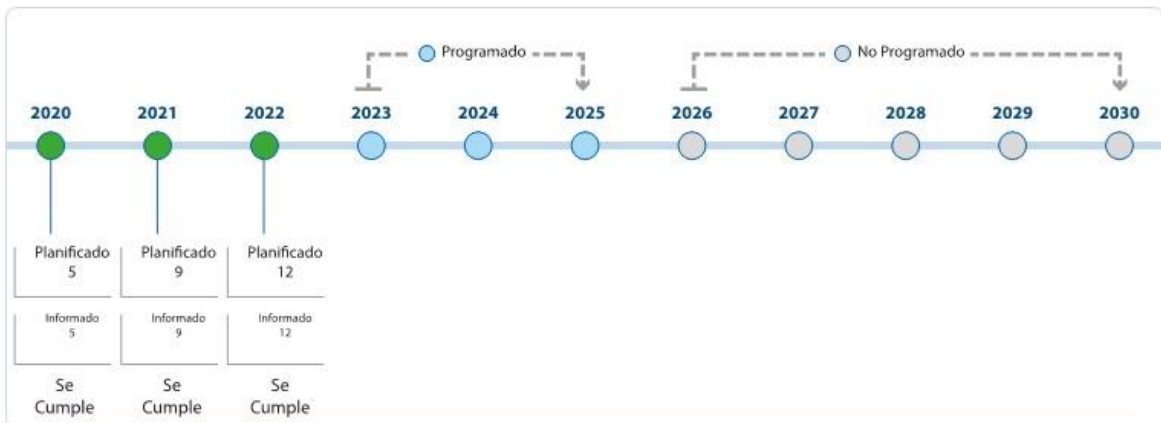 Programado
No Programado
2020
2021
2022
2023
2024
2025
2026
2027
2028
2029
2030
Planificado
5
Planificado
9
Planificado
12
Informado
5
Informado
9
Informado
12
Se
Cumple
Se
Cumple
Se
Cumple